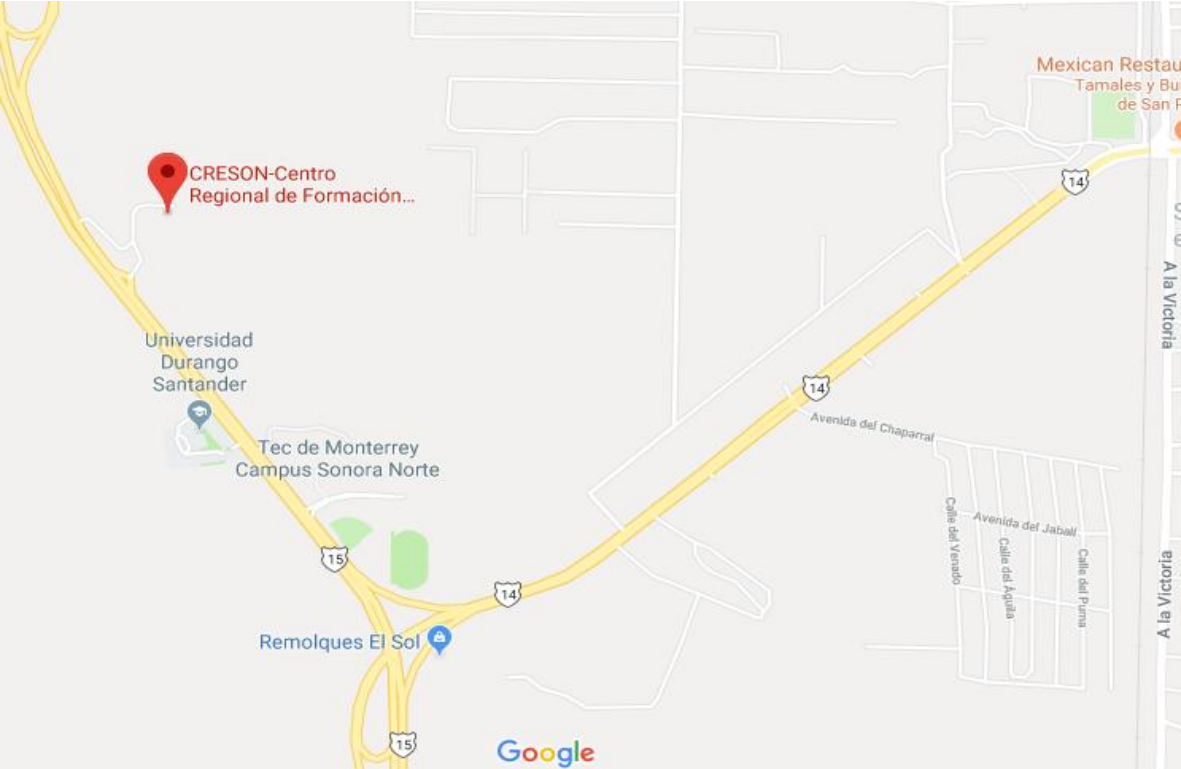 Mexican Restau
Tamales y Bu
de San
14
CRESON-Centro
Regional de Formación...
A la Victoria
Universidad
Durango
Santander
14
Avenida del Chaparral
Tec de Monterrey
Campus Sonora Norte
Calle del Venado
Avenida del Jabalí
Calle del Águila
Calle del Puma
15
14
A la Victoria
Remolques El Sol
15
Google